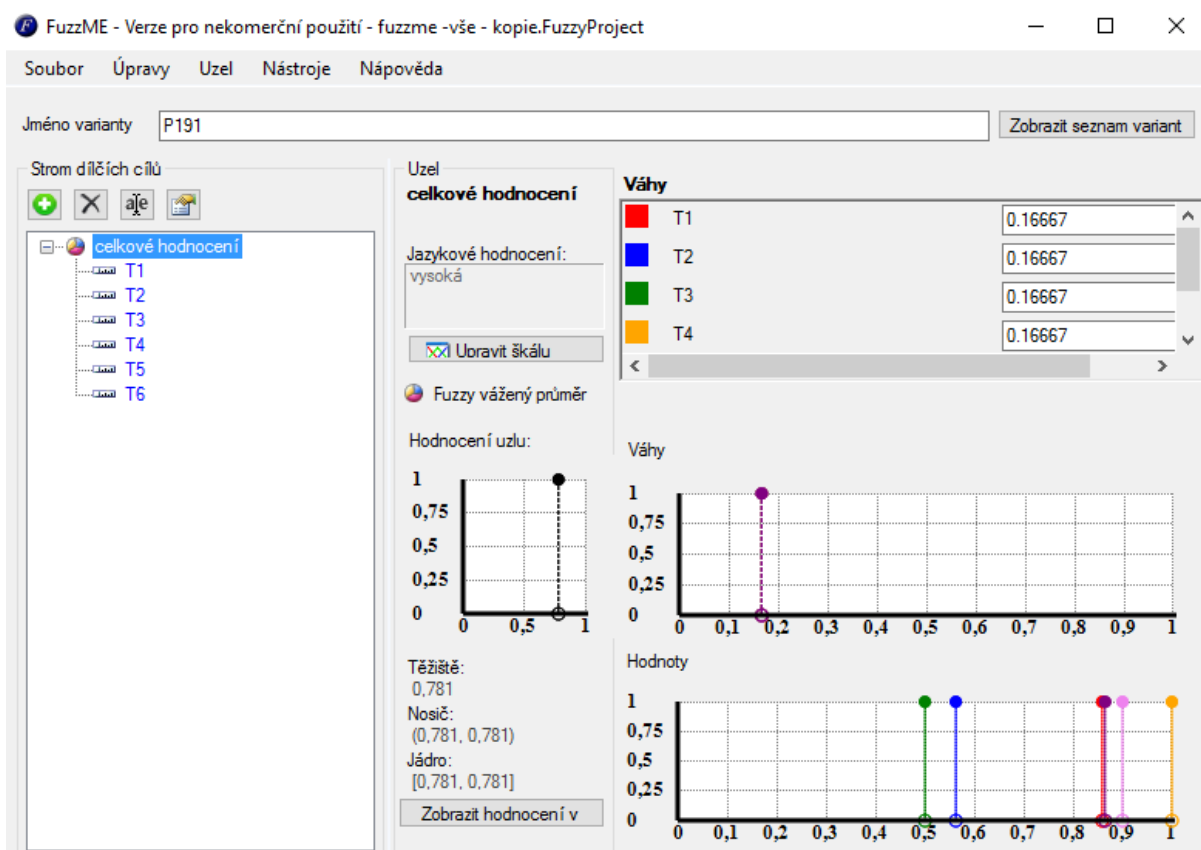 FuzzME - Verze pro nekomerční použití - fuzzme -vše - kopie.FuzzyProject
Soubor Úpravy Uzel Nástroje Nápověda
Jméno varianty P191 Zobrazit seznam variant
Strom dílčích cílů
celkové hodnocení
T1
T2
T3
T4
T5
T6
Uzel
celkové hodnocení
Jazykové hodnocení:
vysoká
Upravit škálu
Fuzzy vážený průměr
Hodnocení uzlu:
1
0,75
0,5
0,25
0
0 0,5 1
Těžiště:
0,781
Nosič:
(0,781, 0,781)
Jádro:
[0,781, 0,781]
Zobrazit hodnocení v
Váhy
T1 0.16667
T2 0.16667
T3 0.16667
T4 0.16667
Váhy
1
0,75
0,5
0,25
0
0 0,1 0,2 0,3 0,4 0,5 0,6 0,7 0,8 0,9 1
Hodnoty
1
0,75
0,5
0,25
0
0 0,1 0,2 0,3 0,4 0,5 0,6 0,7 0,8 0,9 1